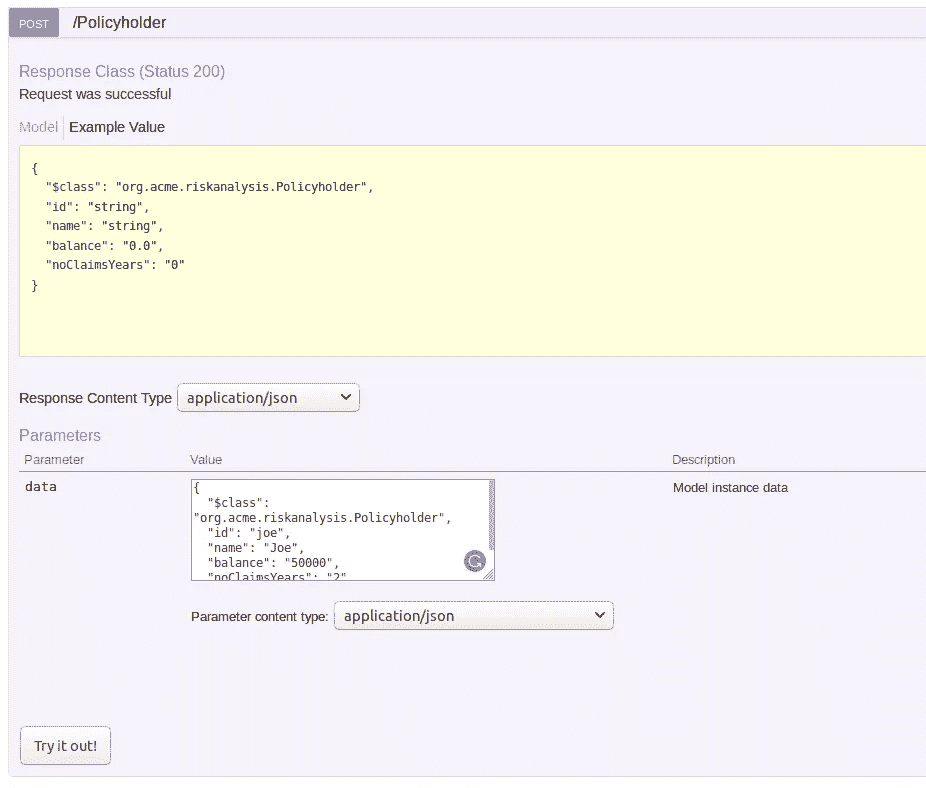 POST /Policyholder
Response Class (Status 200)
Request was successful
Model Example Value
{
"$class": "org.acme.riskanalysis.Policyholder",
"id": "string",
"name": "string",
"balance": "0.0",
"noClaimsYears": "0"
}
Response Content Type application/json
Parameters
Parameter Value Description
data { Model instance data
"$class":
"org.acme.riskanalysis.Policyholder",
"id": "joe",
"name": "Joe",
"balance": "50000",
"noClaimsYears": "2"
Parameter content type: application/json
Try it out!